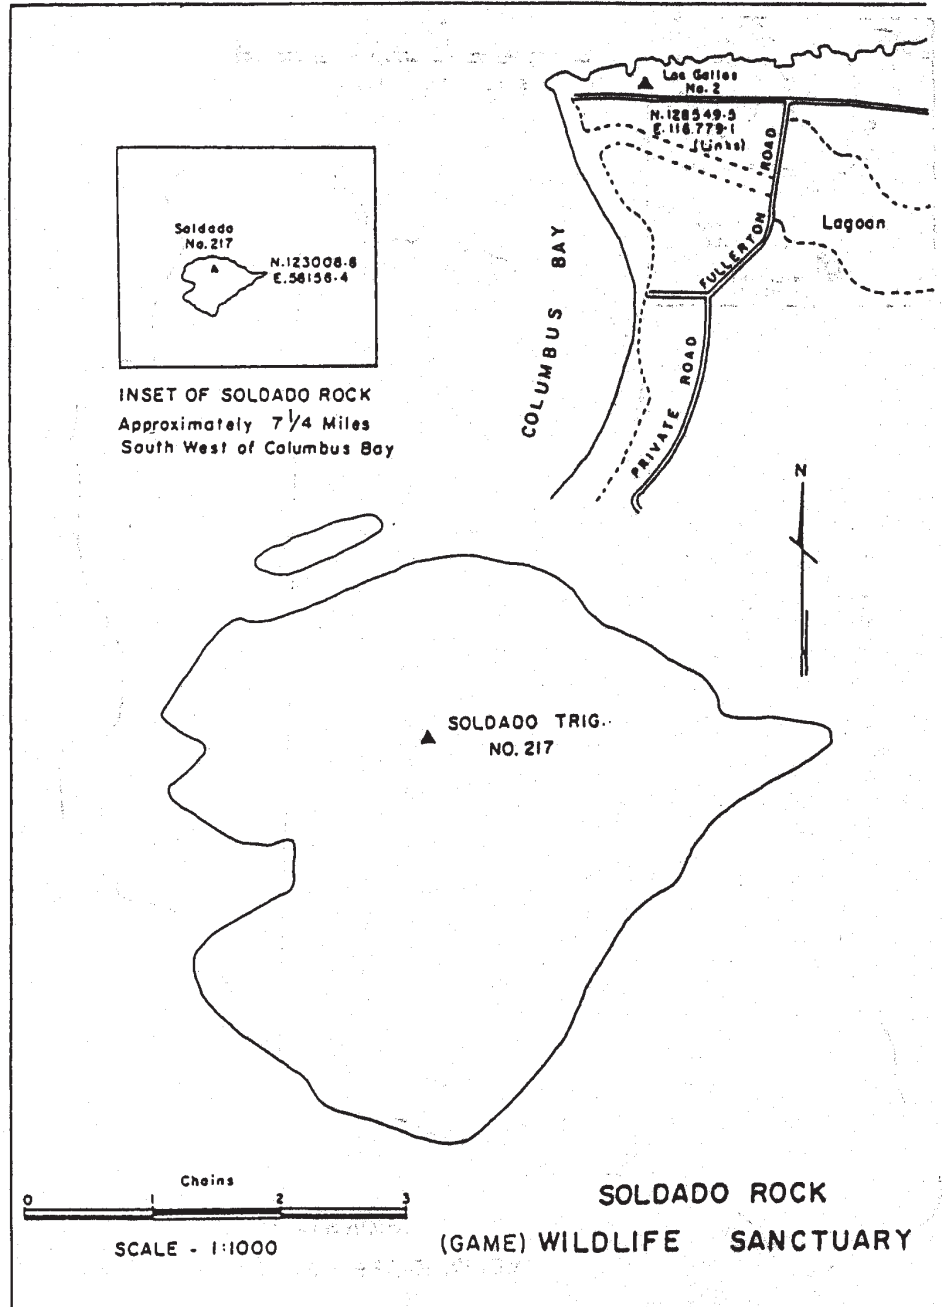 Los Gallos
No. 2
N.128549·5
E.116.779·1
(Links)
ROAD
FULLERTON
Lagoon
COLUMBUS BAY
PRIVATE ROAD
Soldado
No. 217
N.123008·6
E.56156·4
INSET OF SOLDADO ROCK
Approximately 7 1/4 Miles
South West of Columbus Bay
N
SOLDADO TRIG.
NO. 217
Chains
0 1 2 3
SCALE - 1:1000
SOLDADO ROCK
(GAME) WILDLIFE SANCTUARY